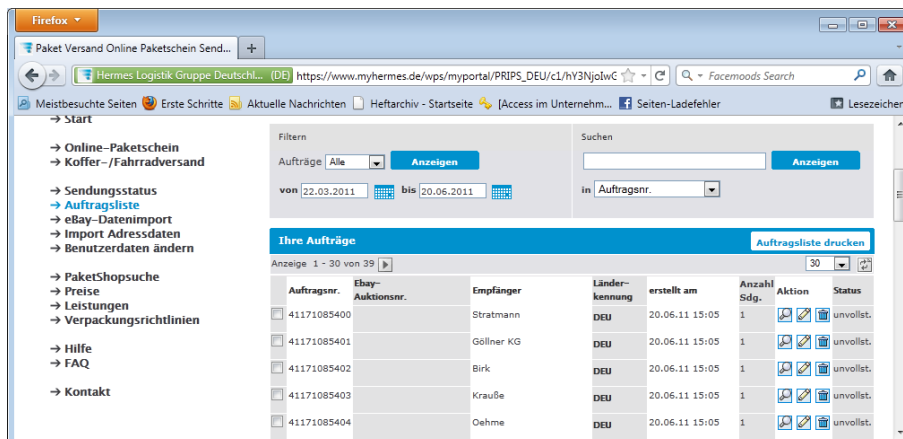 Firefox
Paket Versand Online Paketschein Send...
Hermes Logistik Gruppe Deutschl... (DE) https://www.myhermes.de/wps/myportal/PRIPS_DEU/c1/hY3NjoIwG Facemoods Search
Meistbesuchte Seiten Erste Schritte Aktuelle Nachrichten Heftarchiv - Startseite [Access im Unternehm... Seiten-Ladefehler Lesezeichen
→ Start
→ Online-Paketschein
→ Koffer-/Fahrradversand
→ Sendungsstatus
→ Auftragsliste
→ eBay-Datenimport
→ Import Adressdaten
→ Benutzerdaten ändern
→ PaketShopsuche
→ Preise
→ Leistungen
→ Verpackungsrichtlinien
→ Hilfe
→ FAQ
→ Kontakt
Filtern
Aufträge Alle Anzeigen
von 22.03.2011 bis 20.06.2011
Suchen
Anzeigen
in Auftragsnr.
Ihre Aufträge Auftragsliste drucken
Anzeige 1 - 30 von 39 30
Auftragsnr. Ebay-Auktionsnr. Empfänger Länder-kennung erstellt am Anzahl Sdg. Aktion Status
41171085400 Stratmann DEU 20.06.11 15:05 1 unvollst.
41171085401 Göllner KG DEU 20.06.11 15:05 1 unvollst.
41171085402 Birk DEU 20.06.11 15:05 1 unvollst.
41171085403 Krauße DEU 20.06.11 15:05 1 unvollst.
41171085404 Oehme DEU 20.06.11 15:05 1 unvollst.